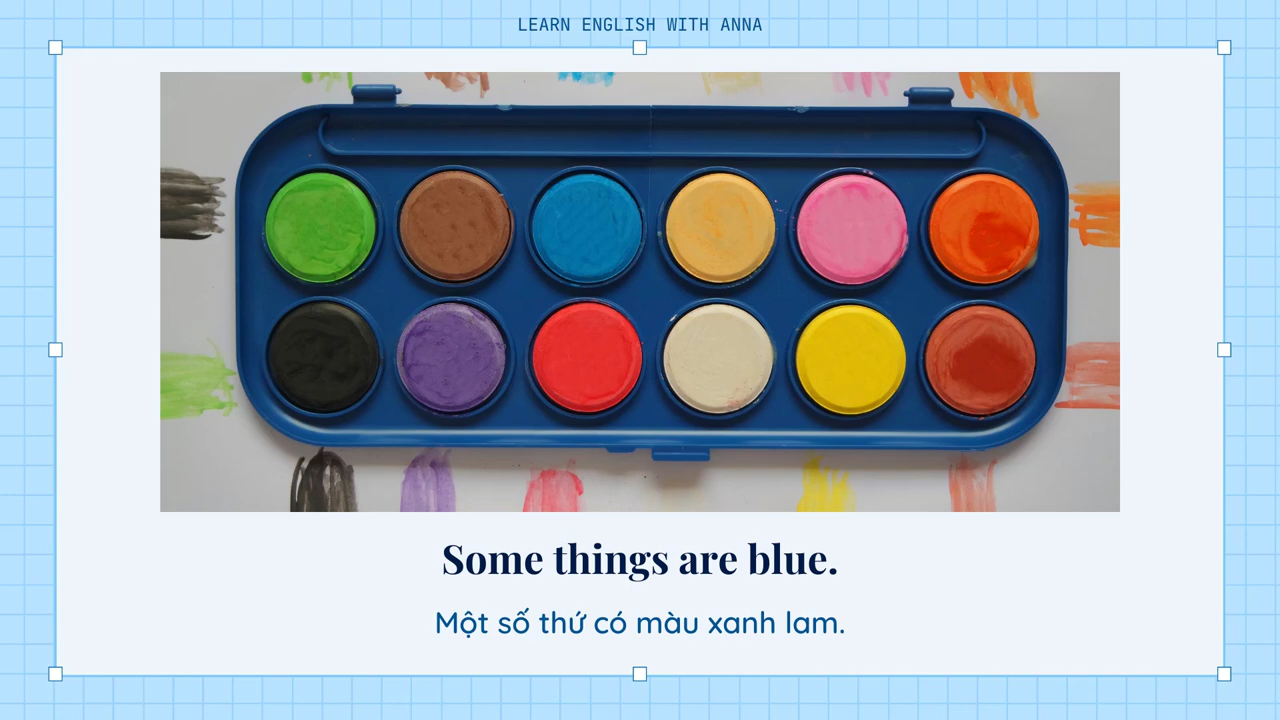 LEARN ENGLISH WITH ANNA
Some things are blue.
Một số thứ có màu xanh lam.